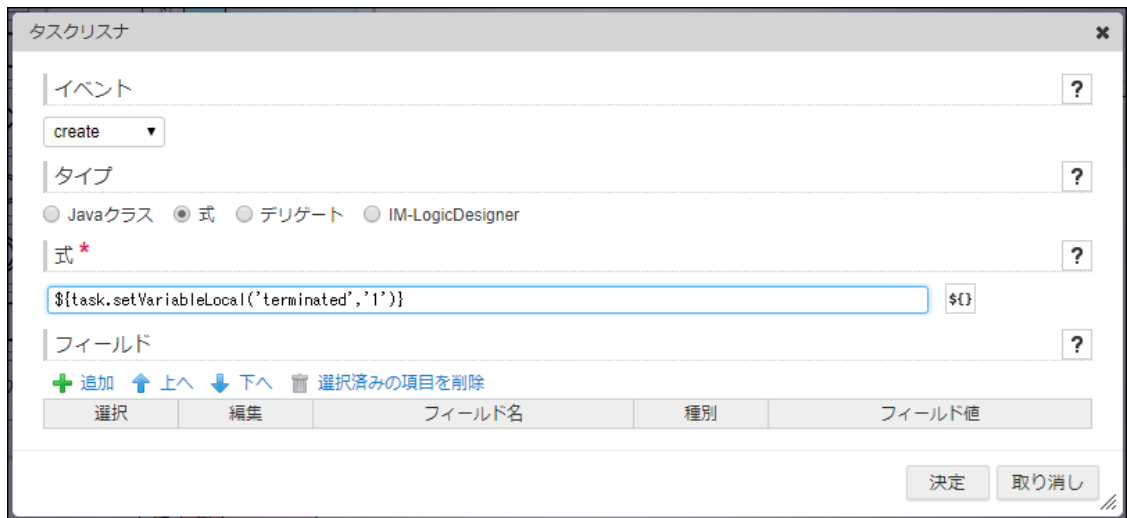 タスクリスナ
イベント
?
create
タイプ
?
Javaクラス 式 デリゲート IM-LogicDesigner
式*
?
${task.setVariableLocal('terminated','1')}
${}
フィールド
?
追加 上へ 下へ 選択済みの項目を削除
選択 編集 フィールド名 種別 フィールド値
決定 取り消し